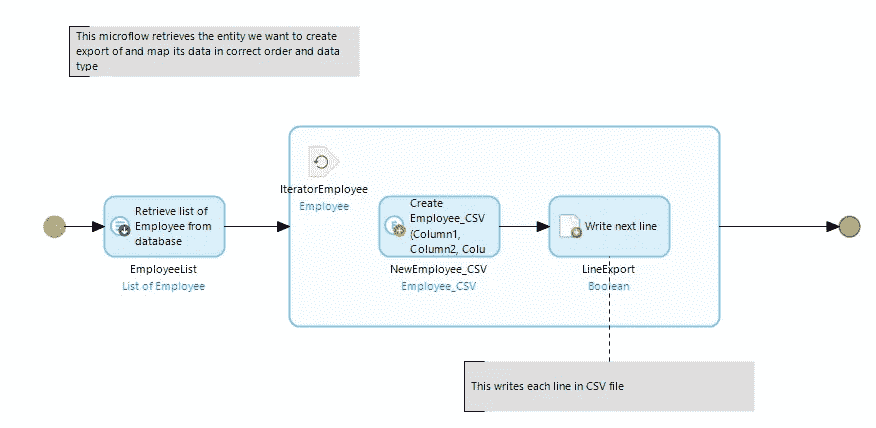 This microflow retrieves the entity we want to create
export of and map its data in correct order and data
type
IteratorEmployee
Employee
Retrieve list of
Employee from
database
EmployeeList
List of Employee
Create
Employee_CSV
(Column1,
Column2, Colu
NewEmployee_CSV
Employee_CSV
Write next line
LineExport
Boolean
This writes each line in CSV file